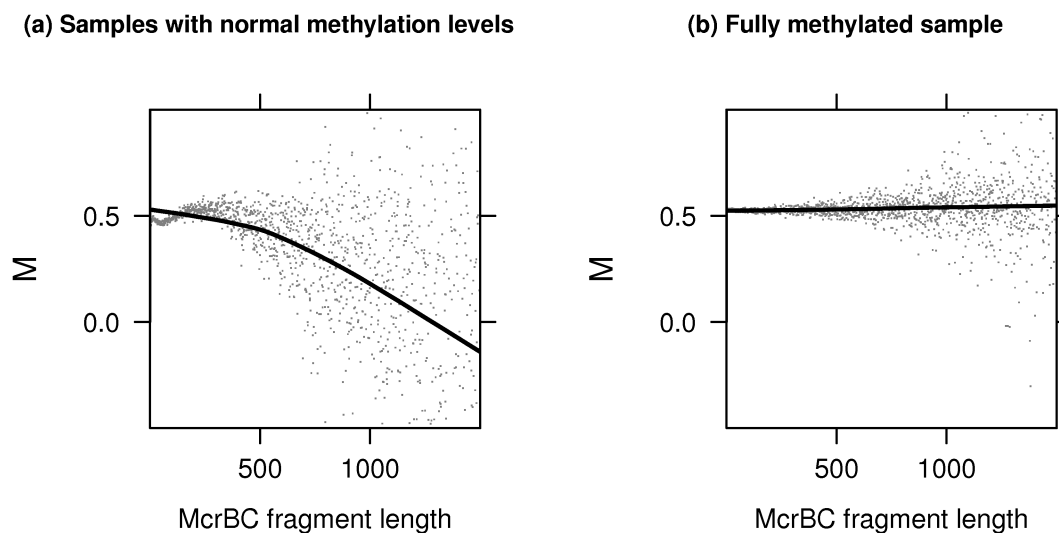 (a) Samples with normal methylation levels
(b) Fully methylated sample
M
0.5
0.0
500 1000
McrBC fragment length
M
0.5
0.0
500 1000
McrBC fragment length